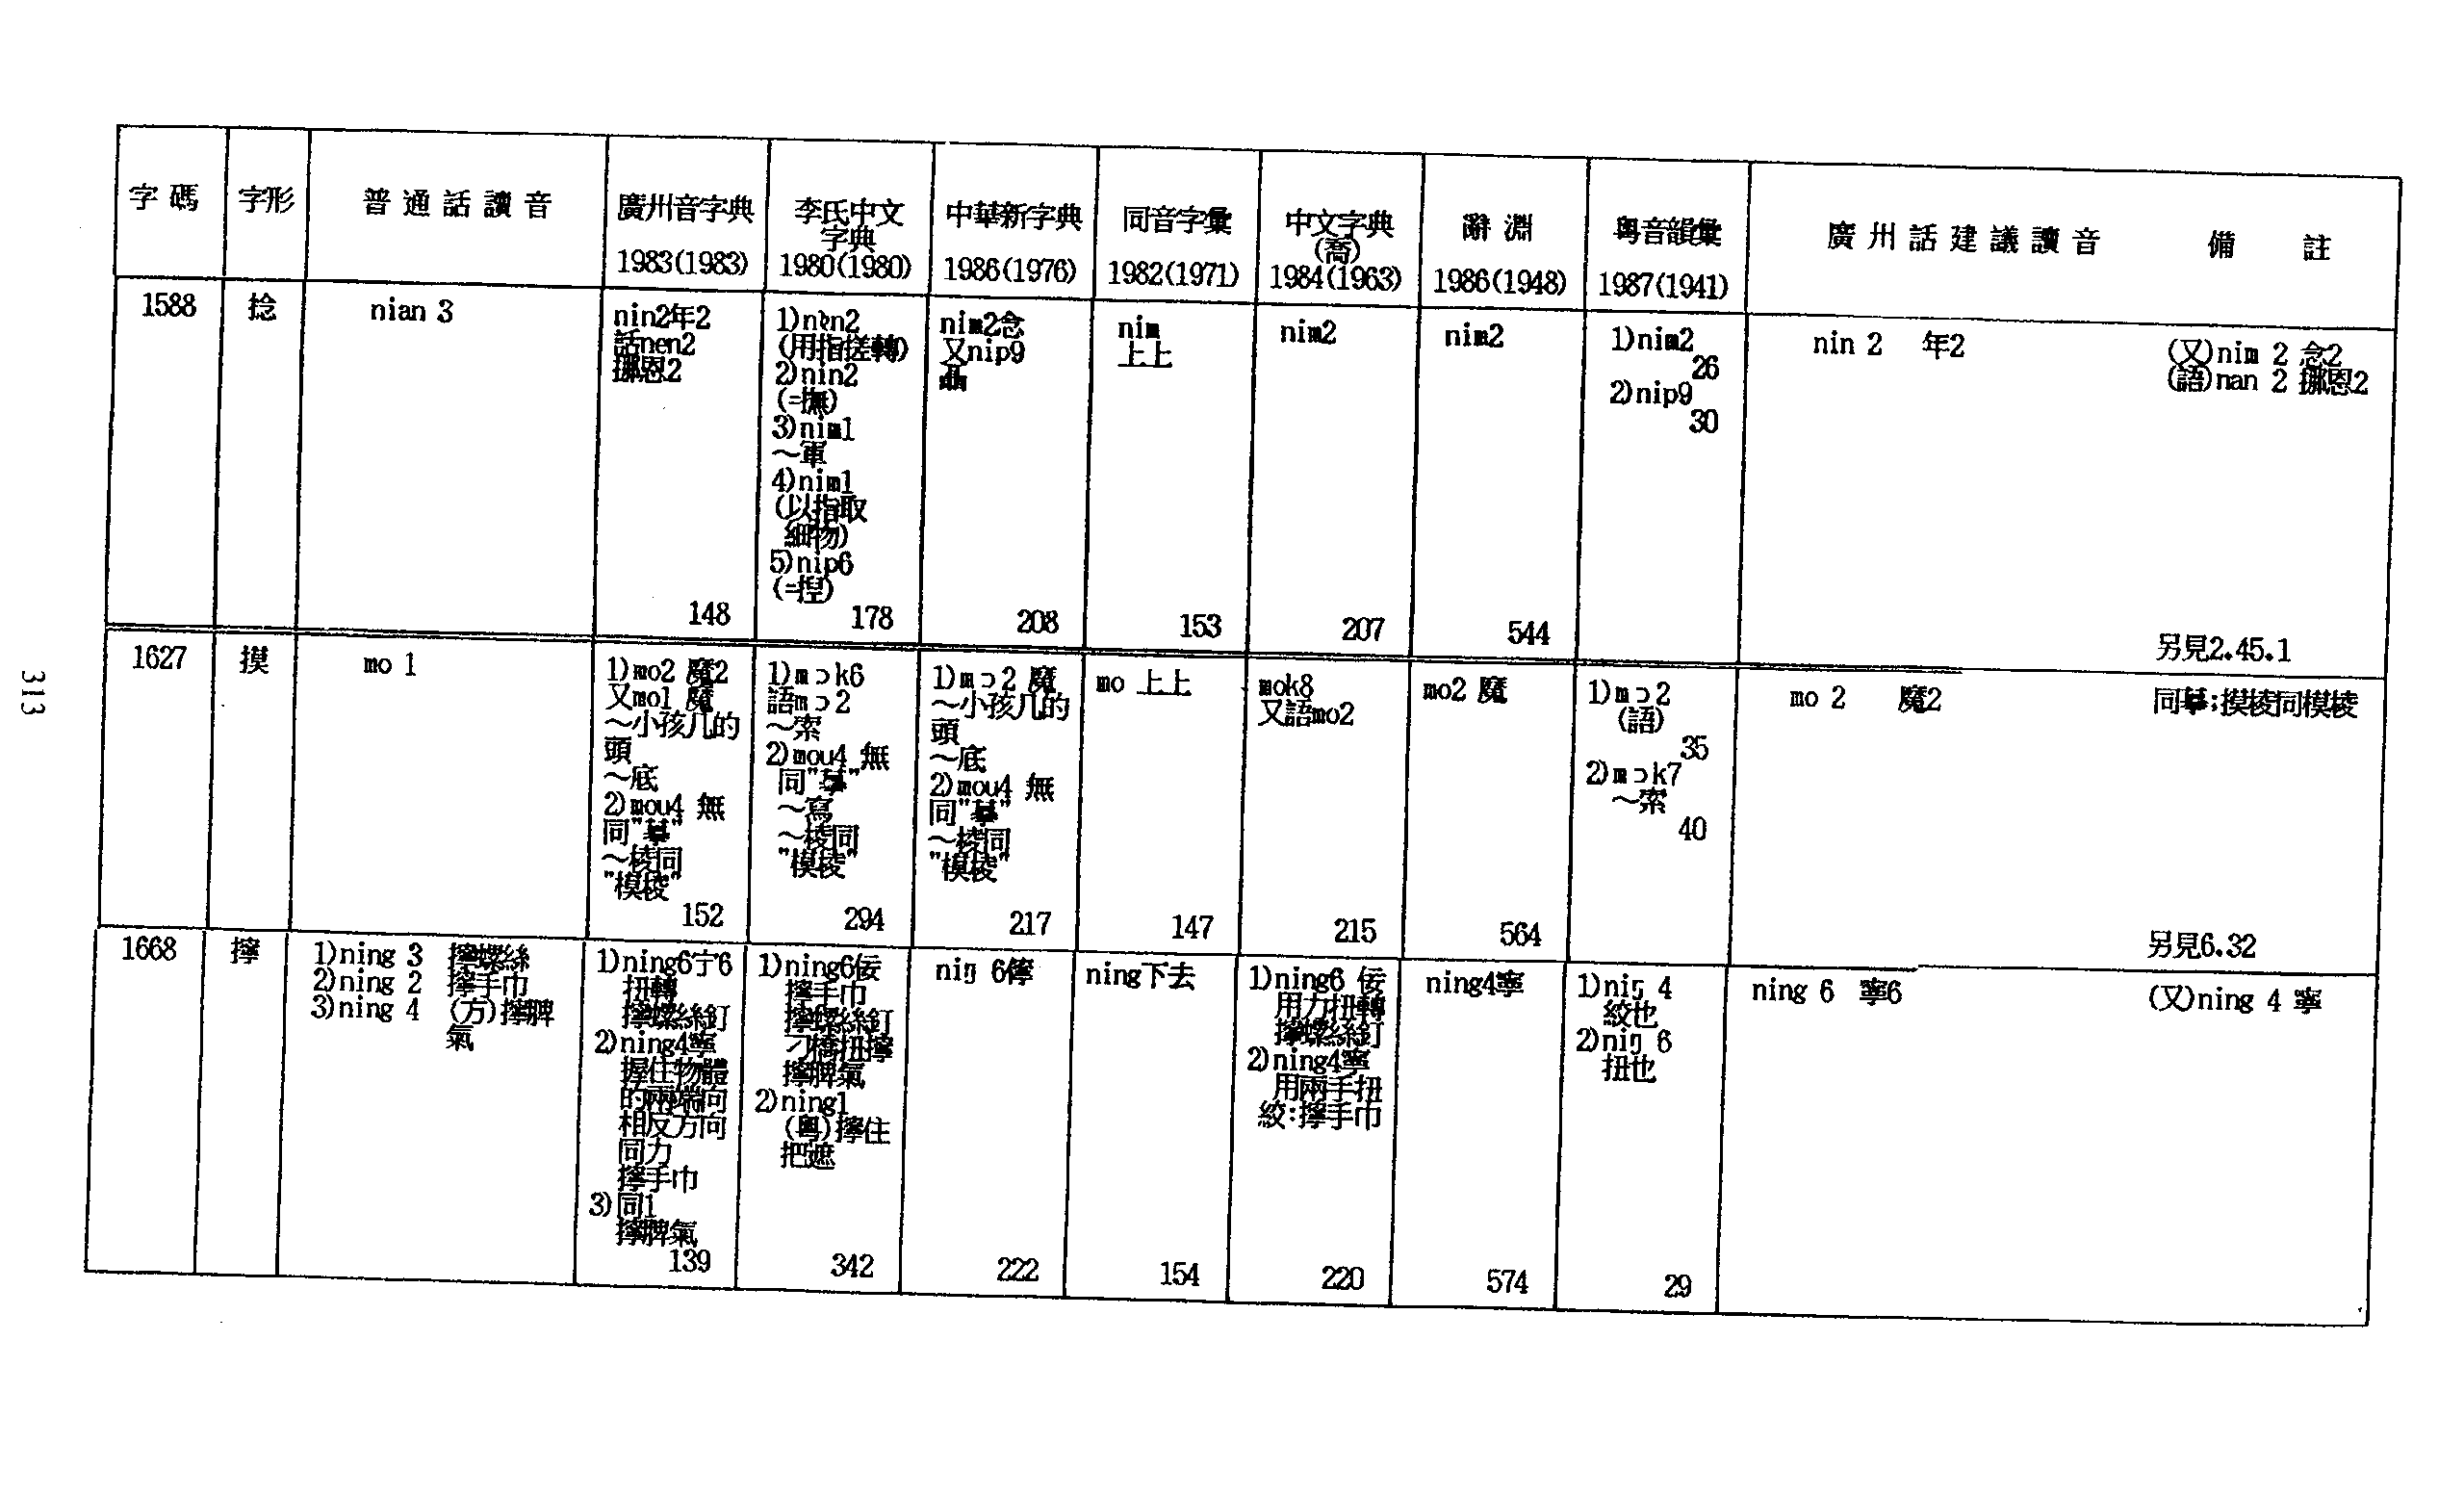 字碼
字形
普通話讀音
廣州音字典
1983(1983)
李氏中文
字典
1980(1980)
中華新字典
1986(1976)
同音字彙
1982(1971)
中文字典
(喬)
1984(1963)
辭淵
1986(1948)
粵音韻彙
1987(1941)
廣州話建議讀音
備註
1588
捻
nian 3
nin2年2
話nen2
挪恩2
148
1)nɐn2
(用指搓轉)
2)nin2
(=撫)
3)nim1
～軍
4)nim1
(以指取
細物)
5)nip6
(=揑)
178
nim2念
又nip9
聶
208
nim
上上
153
nim2
207
nim2
544
1)nim2
26
2)nip9
30
nin 2 年2
(又)nim 2 念2
(語)nan 2 挪恩2
另見2.45.1
1627
摸
mo 1
1)mo2 魔2
又mo1 魔
～小孩几的
頭
～底
2)mou4 無
同"摹"
～棱同
"模棱"
152
1)mɔk6
語mɔ2
～索
2)mou4 無
同"摹"
～寫
～棱同
"模棱"
294
1)mɔ2 魔
～小孩几的
頭
～底
2)mou4 無
同"摹"
～棱同
"模棱"
217
mo 上上
147
mok8
又語mo2
215
mo2 魔
564
1)mɔ2
(語)
35
2)mɔk7
～索
40
mo 2 魔2
同摹;摸棱同模棱
另見6.32
1668
擰
1)ning 3 擰螺絲
2)ning 2 擰手巾
3)ning 4 (方)擰脾
氣
1)ning6宁6
扭轉
擰螺絲釘
2)ning4寧
握住物體
的兩端向
相反方向
同力
擰手巾
3)同1
擰脾氣
139
1)ning6佞
擰手巾
擰螺絲釘
刁橋扭擰
擰脾氣
2)ning1
(粵)擰住
把遮
342
niŋ 6儜
222
ning下去
154
1)ning6 佞
用力扭轉
擰螺絲釘
2)ning4寧
用兩手扭
絞:擰手巾
220
ning4寧
574
1)niŋ 4
絞也
2)niŋ 6
扭也
29
ning 6 寧6
(又)ning 4 寧
313